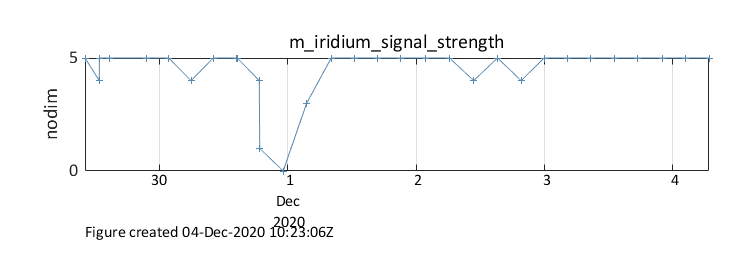 m_iridium_signal_strength
5
nodim
0
30 1 2 3 4
Dec
2020
Figure created 04-Dec-2020 10:23:06Z